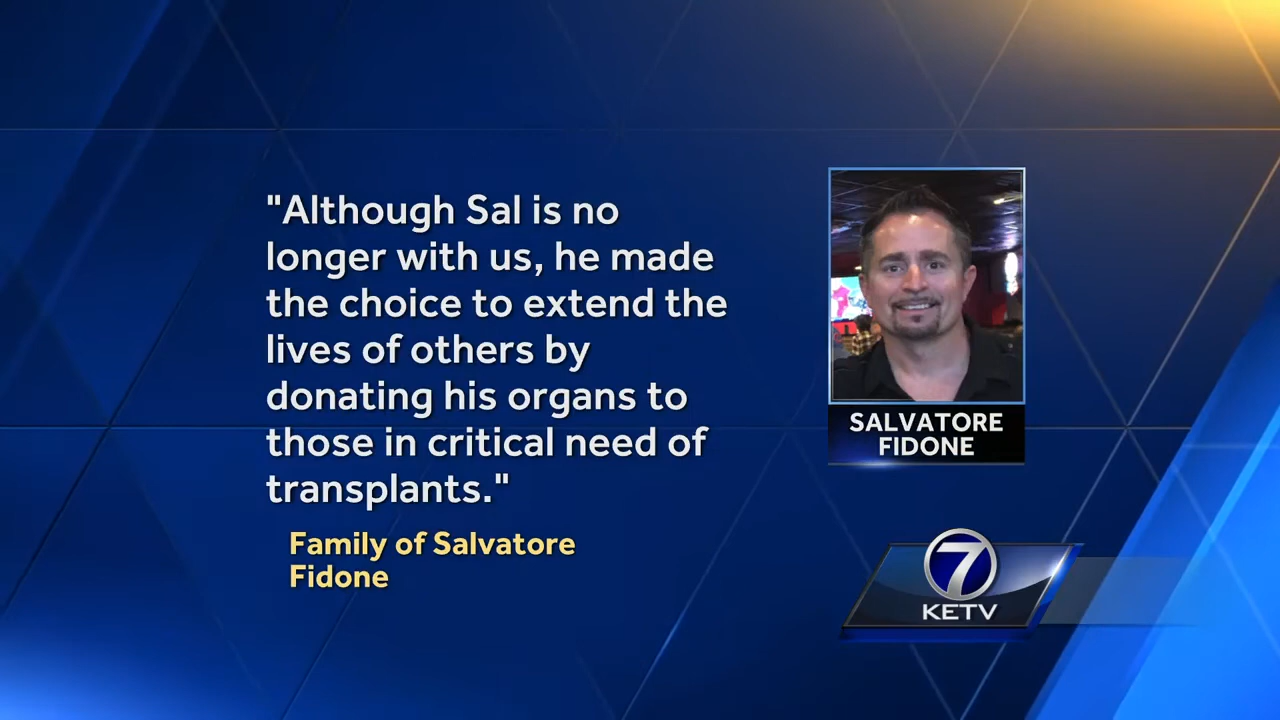 "Although Sal is no
longer with us, he made
the choice to extend the
lives of others by
donating his organs to
those in critical need of
transplants."
Family of Salvatore
Fidone
SALVATORE
FIDONE
7
KETV